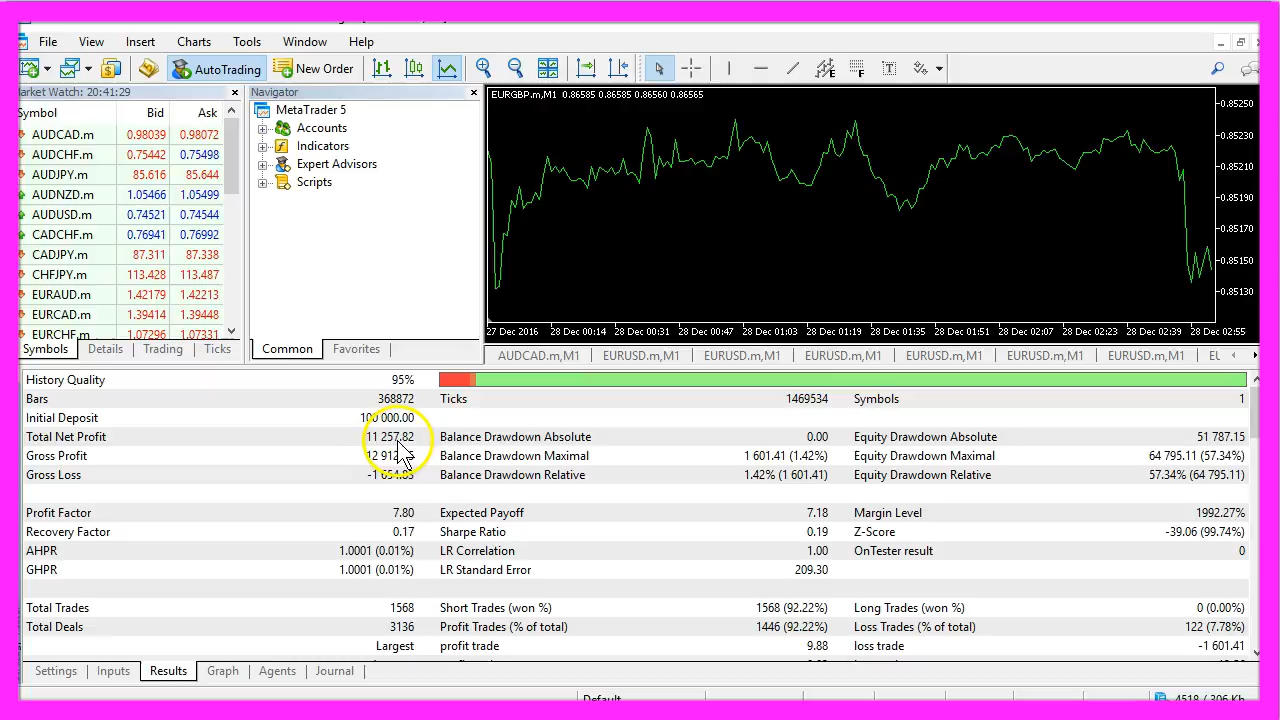 File View Insert Charts Tools Window Help
AutoTrading New Order
Market Watch: 20:41:29
Symbol Bid Ask
AUDCAD.m 0.98039 0.98072
AUDCHF.m 0.75442 0.75498
AUDJPY.m 85.616 85.644
AUDNZD.m 1.05466 1.05499
AUDUSD.m 0.74521 0.74544
CADCHF.m 0.76941 0.76992
CADJPY.m 87.311 87.338
CHFJPY.m 113.428 113.487
EURAUD.m 1.42179 1.42213
EURCAD.m 1.39414 1.39448
EURCHF.m 1.07296 1.07331
Symbols Details Trading Ticks
Navigator
MetaTrader 5
Accounts
Indicators
Expert Advisors
Scripts
Common Favorites
EURGBP.m,M1 0.86585 0.86585 0.86560 0.86565
0.85250
0.85230
0.85210
0.85190
0.85170
0.85150
0.85130
27 Dec 2016 28 Dec 00:14 28 Dec 00:31 28 Dec 00:47 28 Dec 01:03 28 Dec 01:19 28 Dec 01:35 28 Dec 01:51 28 Dec 02:07 28 Dec 02:23 28 Dec 02:39 28 Dec 02:55
AUDCAD.m,M1 EURUSD.m,M1 EURUSD.m,M1 EURUSD.m,M1 EURUSD.m,M1 EURUSD.m,M1 EURUSD.m,M1
History Quality 95%
Bars 368872 Ticks 1469534 Symbols 1
Initial Deposit 100 000.00
Total Net Profit 11 257.82 Balance Drawdown Absolute 0.00 Equity Drawdown Absolute 51 787.15
Gross Profit Balance Drawdown Maximal 1 601.41 (1.42%) Equity Drawdown Maximal 64 795.11 (57.34%)
Gross Loss Balance Drawdown Relative 1.42% (1 601.41) Equity Drawdown Relative 57.34% (64 795.11)
Profit Factor 7.80 Expected Payoff 7.18 Margin Level 1992.27%
Recovery Factor 0.17 Sharpe Ratio 0.19 Z-Score -39.06 (99.74%)
AHPR 1.0001 (0.01%) LR Correlation 1.00 OnTester result 0
GHPR 1.0001 (0.01%) LR Standard Error 209.30
Total Trades 1568 Short Trades (won %) 1568 (92.22%) Long Trades (won %) 0 (0.00%)
Total Deals 3136 Profit Trades (% of total) 1446 (92.22%) Loss Trades (% of total) 122 (7.78%)
Largest profit trade 9.88 loss trade -1 601.41
Settings Inputs Results Graph Agents Journal
Default 4518 / 306 Kb